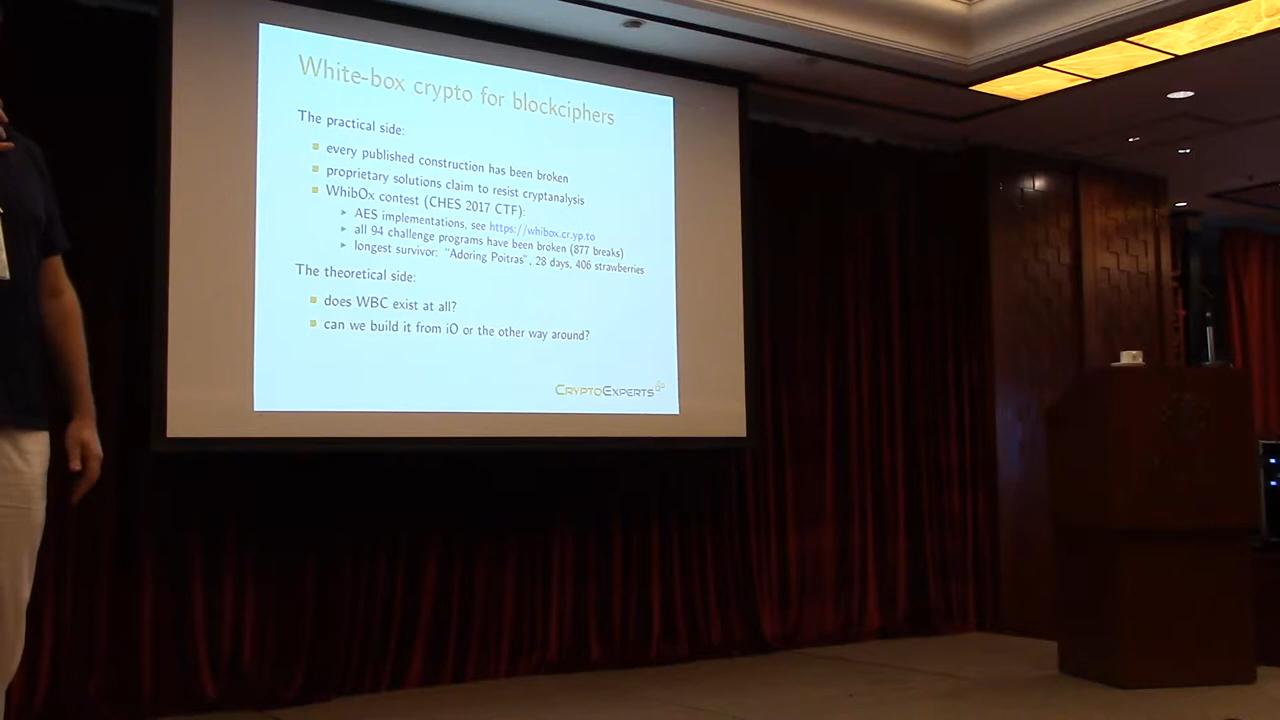 White-box crypto for blockciphers
The practical side:
every published construction has been broken
proprietary solutions claim to resist cryptanalysis
WhibOx contest (CHES 2017 CTF):
AES implementations, see https://whibox.cr.yp.to
all 94 challenge programs have been broken (877 breaks)
longest survivor: "Adoring Poitras", 28 days, 406 strawberries
The theoretical side:
does WBC exist at all?
can we build it from iO or the other way around?
CRYPTOEXPERTS